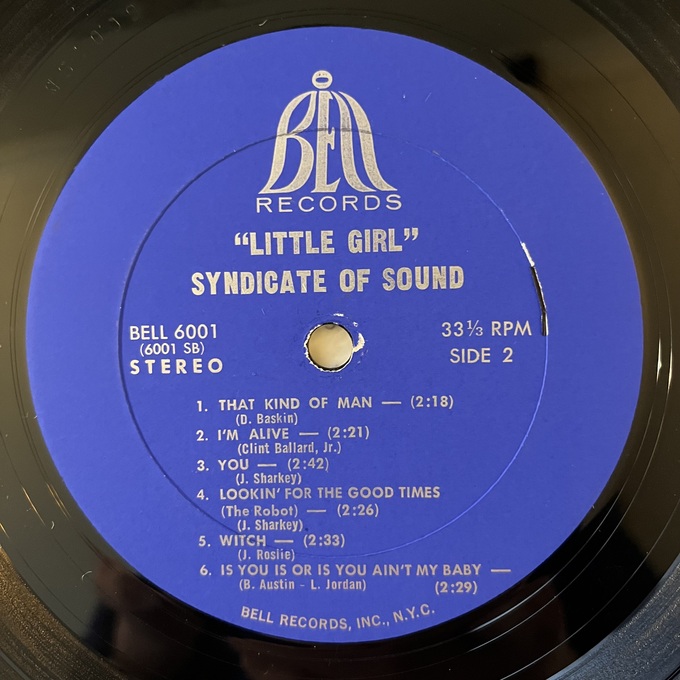 BELL
RECORDS
“LITTLE GIRL”
SYNDICATE OF SOUND
BELL 6001
(6001 SB)
STEREO
33⅓ RPM
SIDE 2
1. THAT KIND OF MAN — (2:18)
(D. Baskin)
2. I'M ALIVE — (2:21)
(Clint Ballard, Jr.)
3. YOU — (2:42)
(J. Sharkey)
4. LOOKIN' FOR THE GOOD TIMES
(The Robot) — (2:26)
(J. Sharkey)
5. WITCH — (2:33)
(J. Roslie)
6. IS YOU IS OR IS YOU AIN'T MY BABY —
(B. Austin - L. Jordan) (2:29)
BELL RECORDS, INC., N.Y.C.